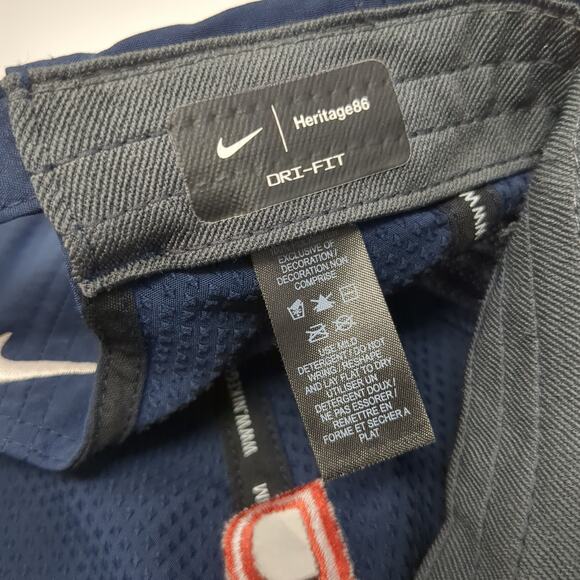 Heritage86
DRI-FIT
EXCLUSIVE OF
DECORATION/
DECORATION NON
COMPRISE
USE MILD
DETERGENT/ DO NOT
WRING/ RESHAPE
AND LAY FLAT TO DRY
UTILISER UN
DETERGENT DOUX/
NE PAS ESSORER/
REMETTRE EN
FORME ET SECHER A
PLAT